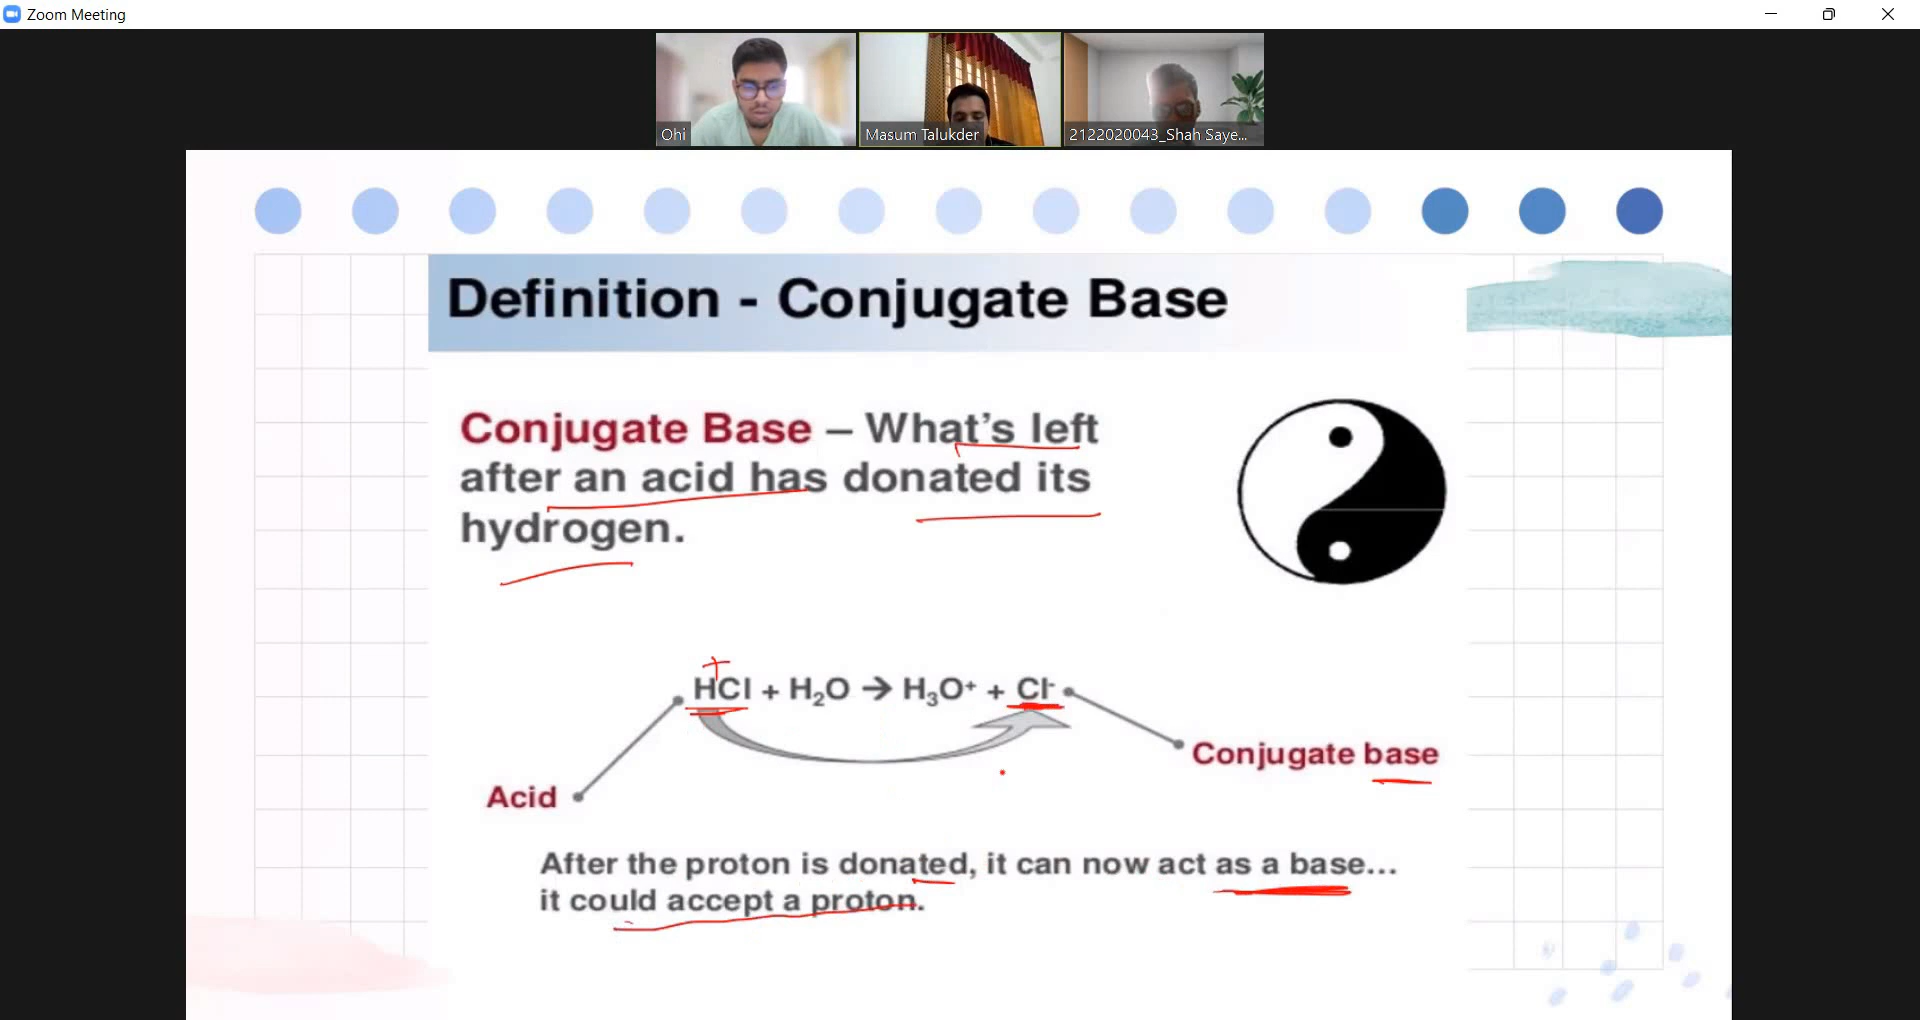 Zoom Meeting
Ohi
Masum Talukder
2122020043_Shah Saye...
Definition - Conjugate Base
Conjugate Base – What's left
after an acid has donated its
hydrogen.
+
HCl + H₂O → H₃O⁺ + Cl⁻
Conjugate base
Acid
After the proton is donated, it can now act as a base...
it could accept a proton.